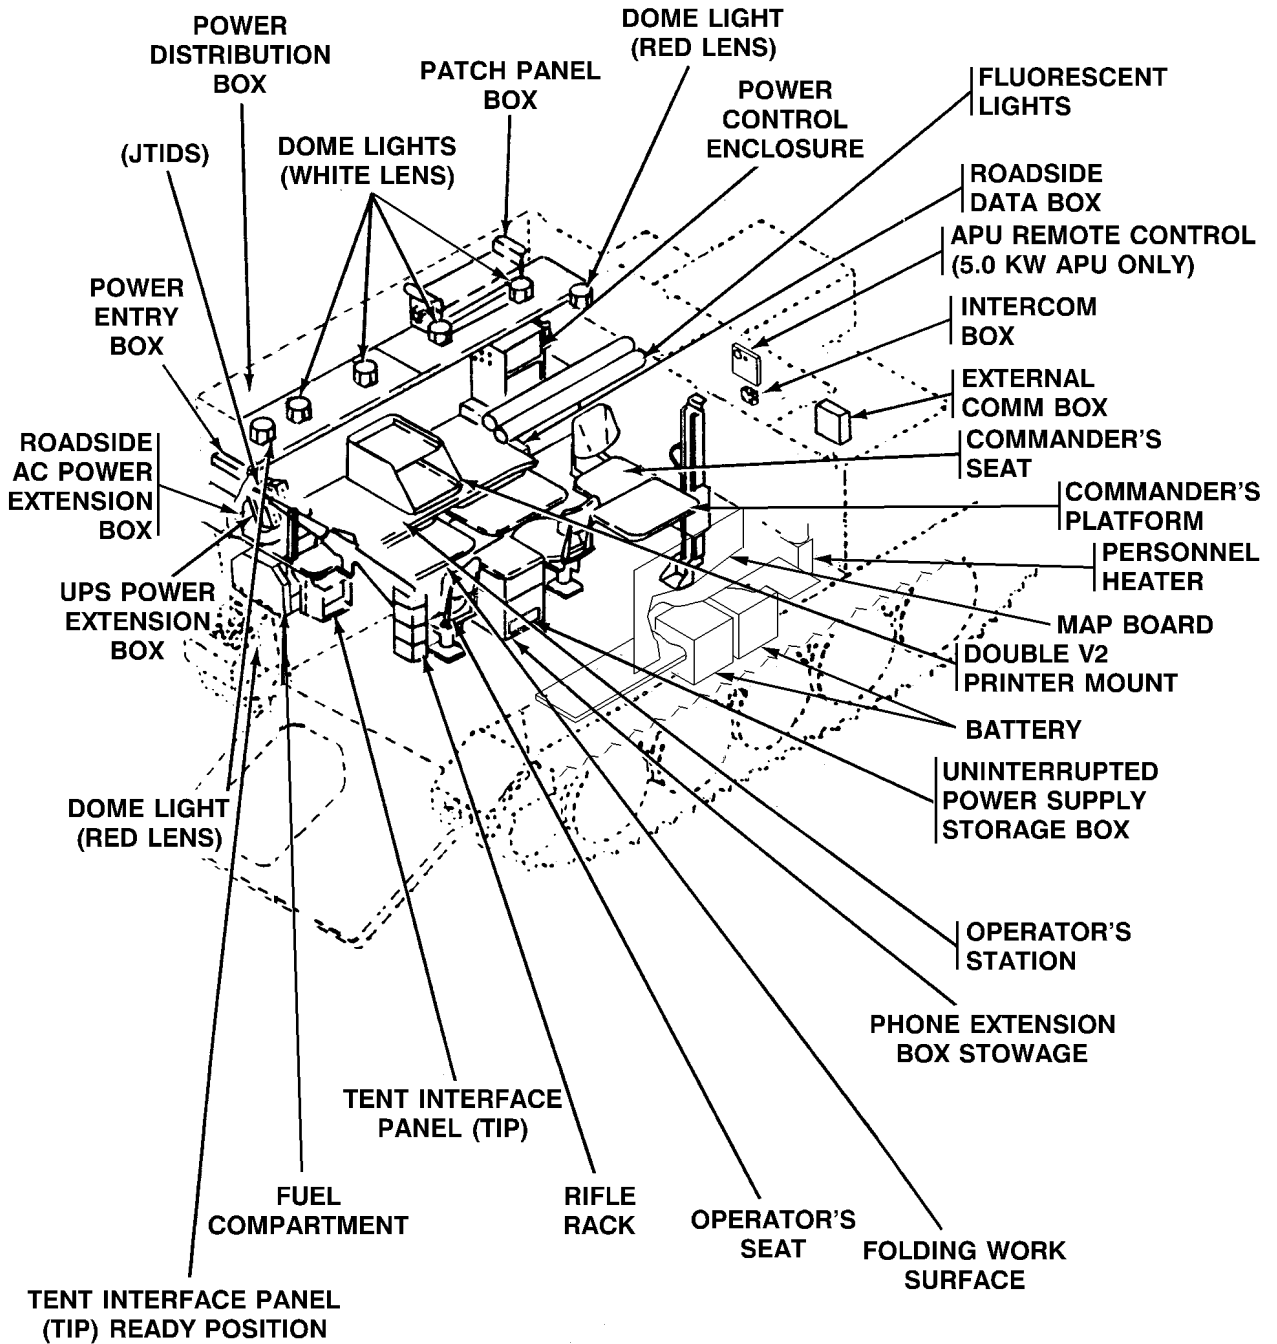 POWER
DISTRIBUTION
BOX
DOME LIGHT
(RED LENS)
PATCH PANEL
BOX
POWER
CONTROL
ENCLOSURE
FLUORESCENT
LIGHTS
(JTIDS)
DOME LIGHTS
(WHITE LENS)
ROADSIDE
DATA BOX
APU REMOTE CONTROL
(5.0 KW APU ONLY)
POWER
ENTRY
BOX
INTERCOM
BOX
EXTERNAL
COMM BOX
ROADSIDE
AC POWER
EXTENSION
BOX
COMMANDER'S
SEAT
COMMANDER'S
PLATFORM
PERSONNEL
HEATER
UPS POWER
EXTENSION
BOX
MAP BOARD
DOUBLE V2
PRINTER MOUNT
BATTERY
UNINTERRUPTED
POWER SUPPLY
STORAGE BOX
DOME LIGHT
(RED LENS)
OPERATOR'S
STATION
PHONE EXTENSION
BOX STOWAGE
TENT INTERFACE
PANEL (TIP)
FUEL
COMPARTMENT
RIFLE
RACK
OPERATOR'S
SEAT
FOLDING WORK
SURFACE
TENT INTERFACE PANEL
(TIP) READY POSITION